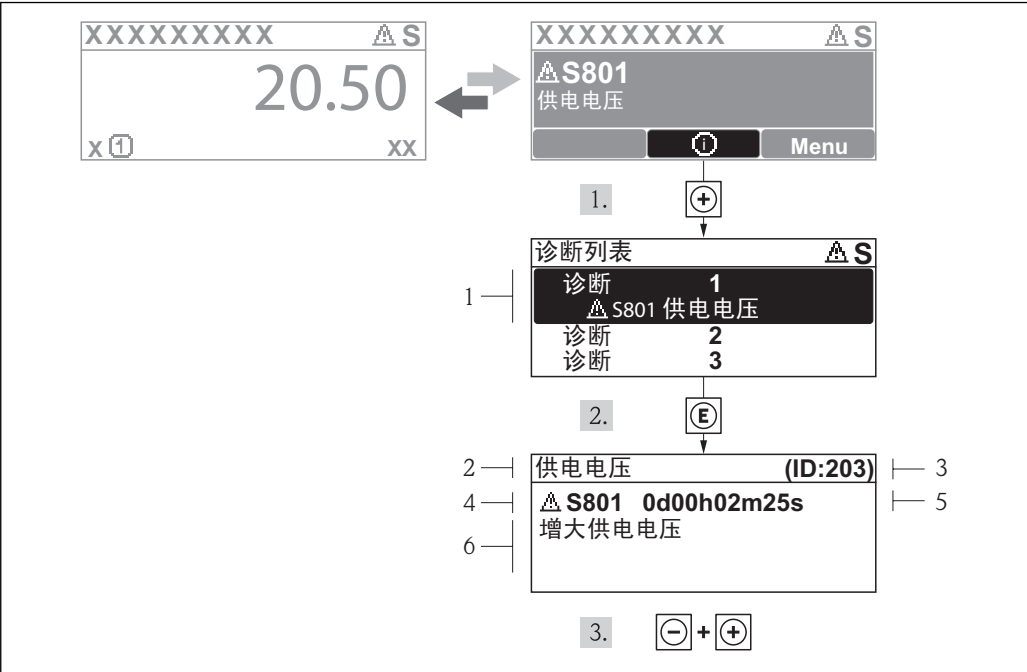 XXXXXXXXX ⚠ S
20.50
X ① XX
XXXXXXXXX ⚠ S
⚠ S801
供电电压
ⓘ Menu
1. +
诊断列表 ⚠ S
1
诊断 1
⚠ S801 供电电压
诊断 2
诊断 3
2. E
2 供电电压 (ID:203) 3
4 ⚠ S801 0d00h02m25s 5
6 增大供电电压
3. - + +